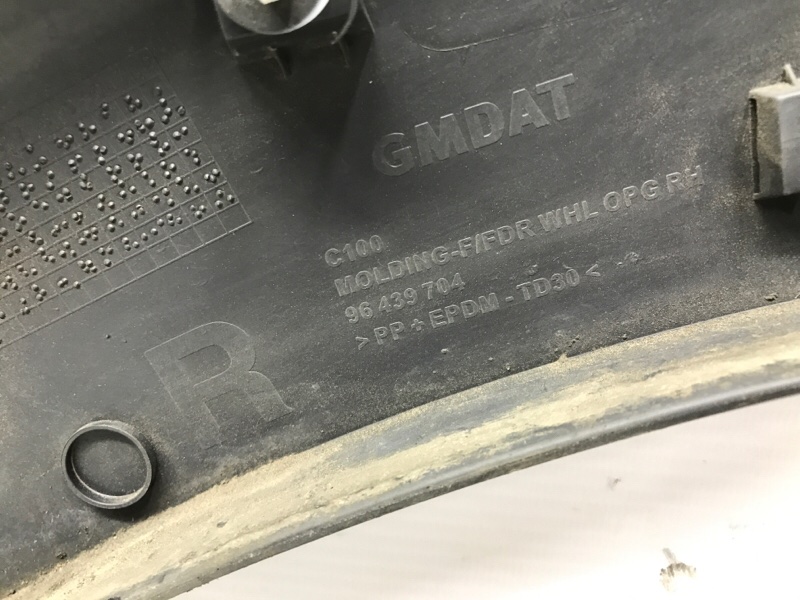 GMDAT
C100
MOLDING-F/FDR WHL OPG RH
96 439 704
>PP + EPDM - TD30<
R